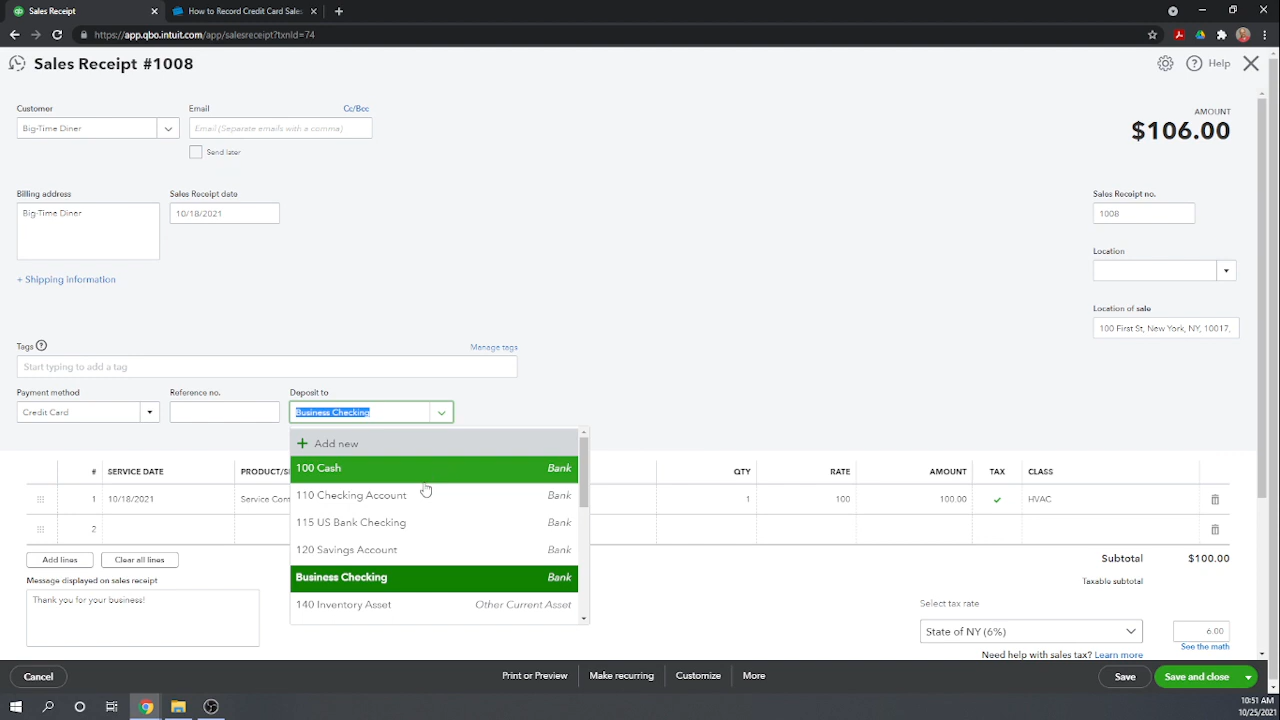 Sales Receipt
How to Record Credit Card Sales
https://app.qbo.intuit.com/app/salesreceipt?txnId=74
Sales Receipt #1008
Help
Customer
Email
Cc/Bcc
AMOUNT
Big-Time Diner
Email (Separate emails with a comma)
$106.00
Send later
Billing address
Sales Receipt date
Sales Receipt no.
Big-Time Diner
10/18/2021
1008
Location
+ Shipping information
Location of sale
100 First St, New York, NY, 10017,
Tags
Manage tags
Start typing to add a tag
Payment method
Reference no.
Deposit to
Credit Card
Business Checking
+ Add new
# SERVICE DATE PRODUCT/S QTY RATE AMOUNT TAX CLASS
100 Cash Bank
1 10/18/2021 Service Cont 1 100 100.00 HVAC
110 Checking Account Bank
115 US Bank Checking Bank
2
120 Savings Account Bank
Business Checking Bank
140 Inventory Asset Other Current Asset
Add lines
Clear all lines
Subtotal $100.00
Message displayed on sales receipt
Taxable subtotal
Thank you for your business!
Select tax rate
State of NY (6%)
6.00
See the math
Need help with sales tax? Learn more
Cancel
Print or Preview
Make recurring
Customize
More
Save
Save and close
10:51 AM
10/25/2021